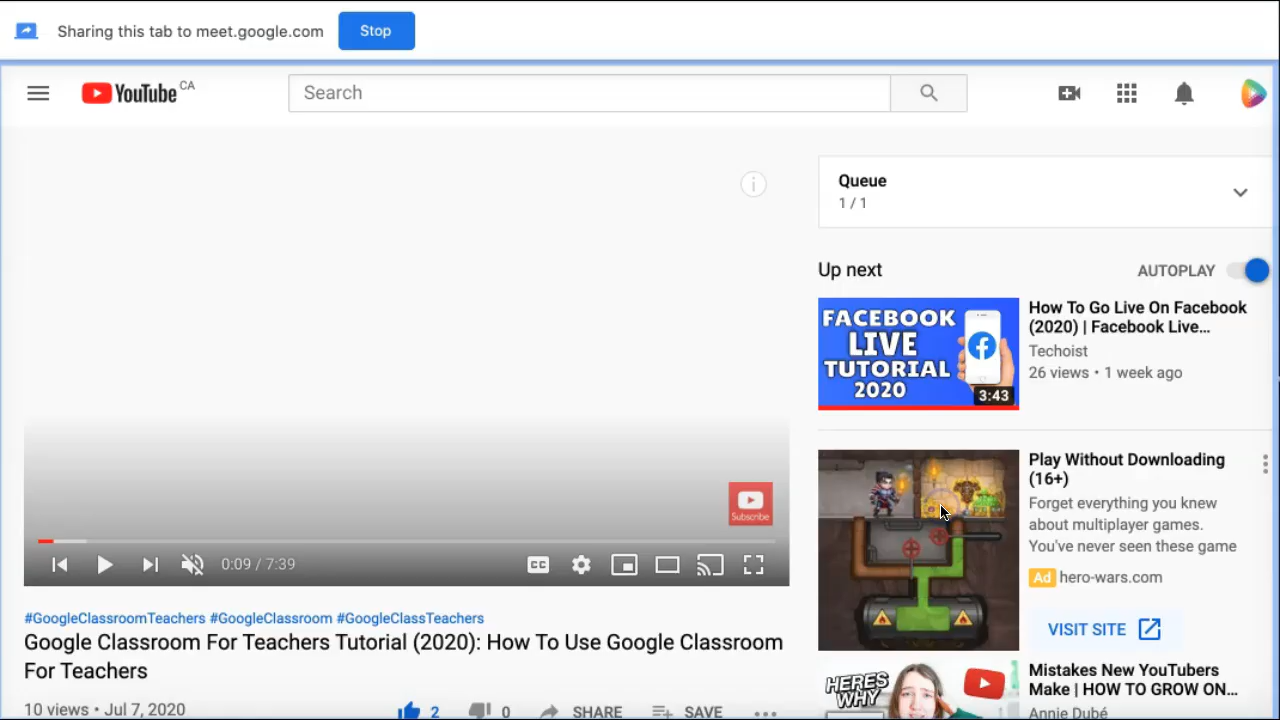 Sharing this tab to meet.google.com
Stop
YouTube CA
Search
Queue
1 / 1
Up next
AUTOPLAY
FACEBOOK
LIVE
TUTORIAL
2020
3:43
How To Go Live On Facebook
(2020) | Facebook Live…
Techoist
26 views • 1 week ago
Play Without Downloading
(16+)
Forget everything you knew
about multiplayer games.
You've never seen these game
Ad hero-wars.com
VISIT SITE
Subscribe
CC
0:09 / 7:39
#GoogleClassroomTeachers #GoogleClassroom #GoogleClassTeachers
Google Classroom For Teachers Tutorial (2020): How To Use Google Classroom
For Teachers
10 views • Jul 7, 2020
2
0
SHARE
SAVE
HERES
WHY
Mistakes New YouTubers
Make | HOW TO GROW ON…
Annie Dubé